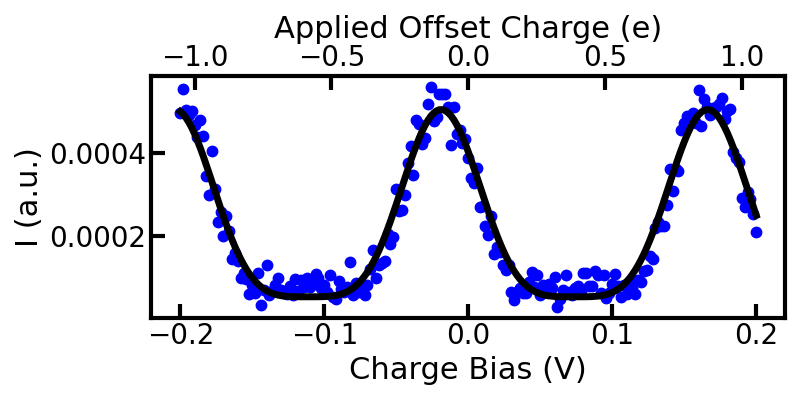 Applied Offset Charge (e)
−1.0 −0.5 0.0 0.5 1.0
I (a.u.)
0.0004
0.0002
−0.2 −0.1 0.0 0.1 0.2
Charge Bias (V)